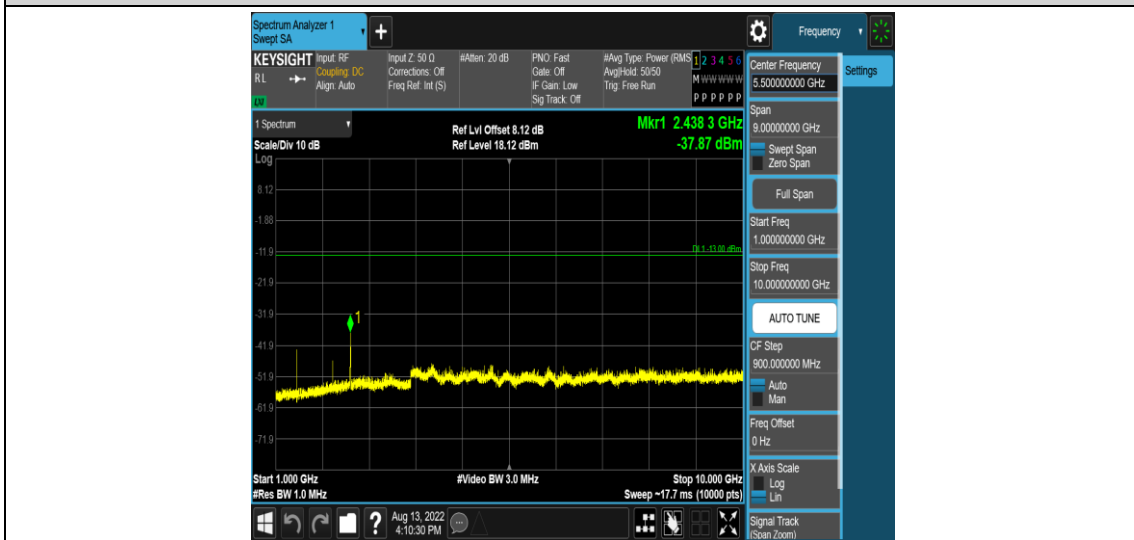 Spectrum Analyzer 1
Swept SA
+
Frequency
KEYSIGHT
RL
LXI
Input: RF
Coupling: DC
Align: Auto
Input Z: 50 Ω
Corrections: Off
Freq Ref: Int (S)
#Atten: 20 dB
PNO: Fast
Gate: Off
IF Gain: Low
Sig Track: Off
#Avg Type: Power (RMS
Avg|Hold: 50/50
Trig: Free Run
1 2 3 4 5 6
M W W W W W
P P P P P P
1 Spectrum
Scale/Div 10 dB
Log
Ref Lvl Offset 8.12 dB
Ref Level 18.12 dBm
Mkr1 2.438 3 GHz
-37.87 dBm
8.12
-1.88
-11.9
-21.9
-31.9
-41.9
-51.9
-61.9
-71.9
DL1 -13.00 dBm
1
Start 1.000 GHz
#Res BW 1.0 MHz
#Video BW 3.0 MHz
Stop 10.000 GHz
Sweep ~17.7 ms (10000 pts)
Center Frequency
5.500000000 GHz
Settings
Span
9.00000000 GHz
Swept Span
Zero Span
Full Span
Start Freq
1.000000000 GHz
Stop Freq
10.000000000 GHz
AUTO TUNE
CF Step
900.000000 MHz
Auto
Man
Freq Offset
0 Hz
X Axis Scale
Log
Lin
Signal Track
(Span Zoom)
?
Aug 13, 2022
4:10:30 PM